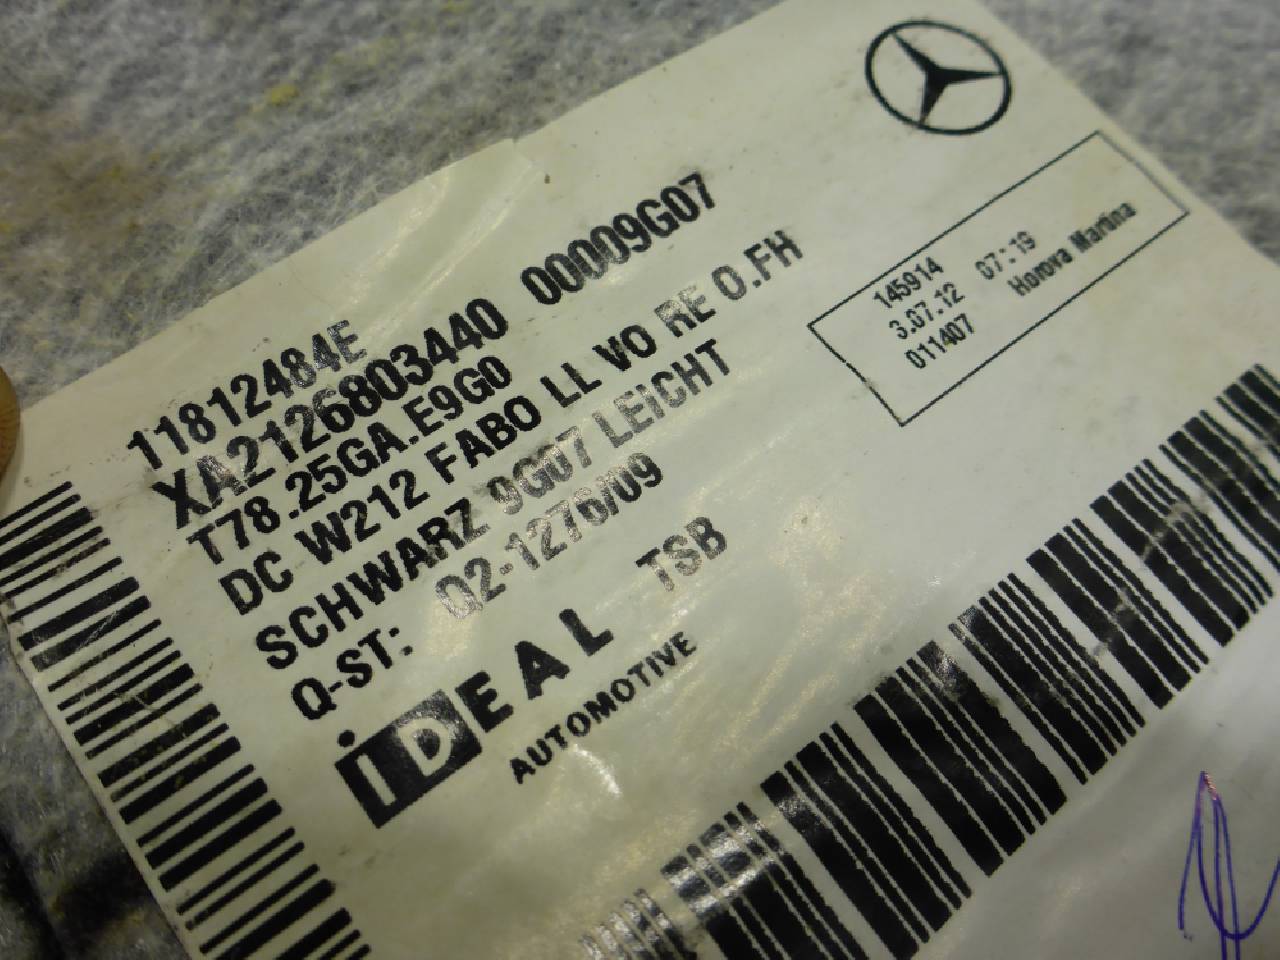 11812484E
XA2126803440 00009G07
T78.25GA.E9G0
DC W212 FABO LL VO RE O.FH
SCHWARZ 9G07 LEICHT
Q-ST: Q2-1276/09
iDEAL TSB
AUTOMOTIVE
145914
3.07.12 07:19
011407 Horova Martina